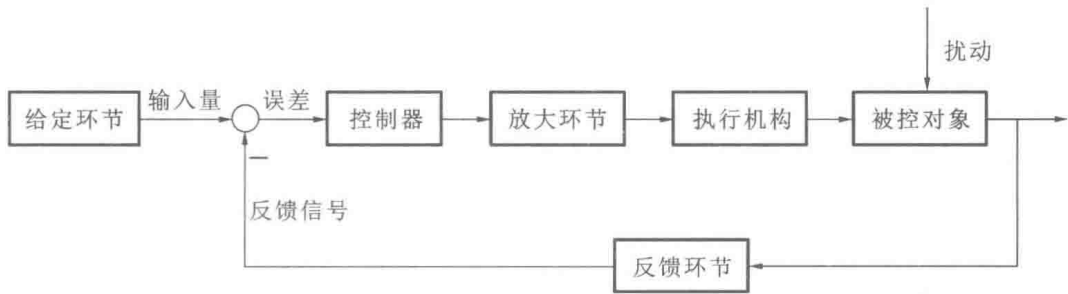 扰动
输入量
误差
给定环节
控制器
放大环节
执行机构
被控对象
−
反馈信号
反馈环节